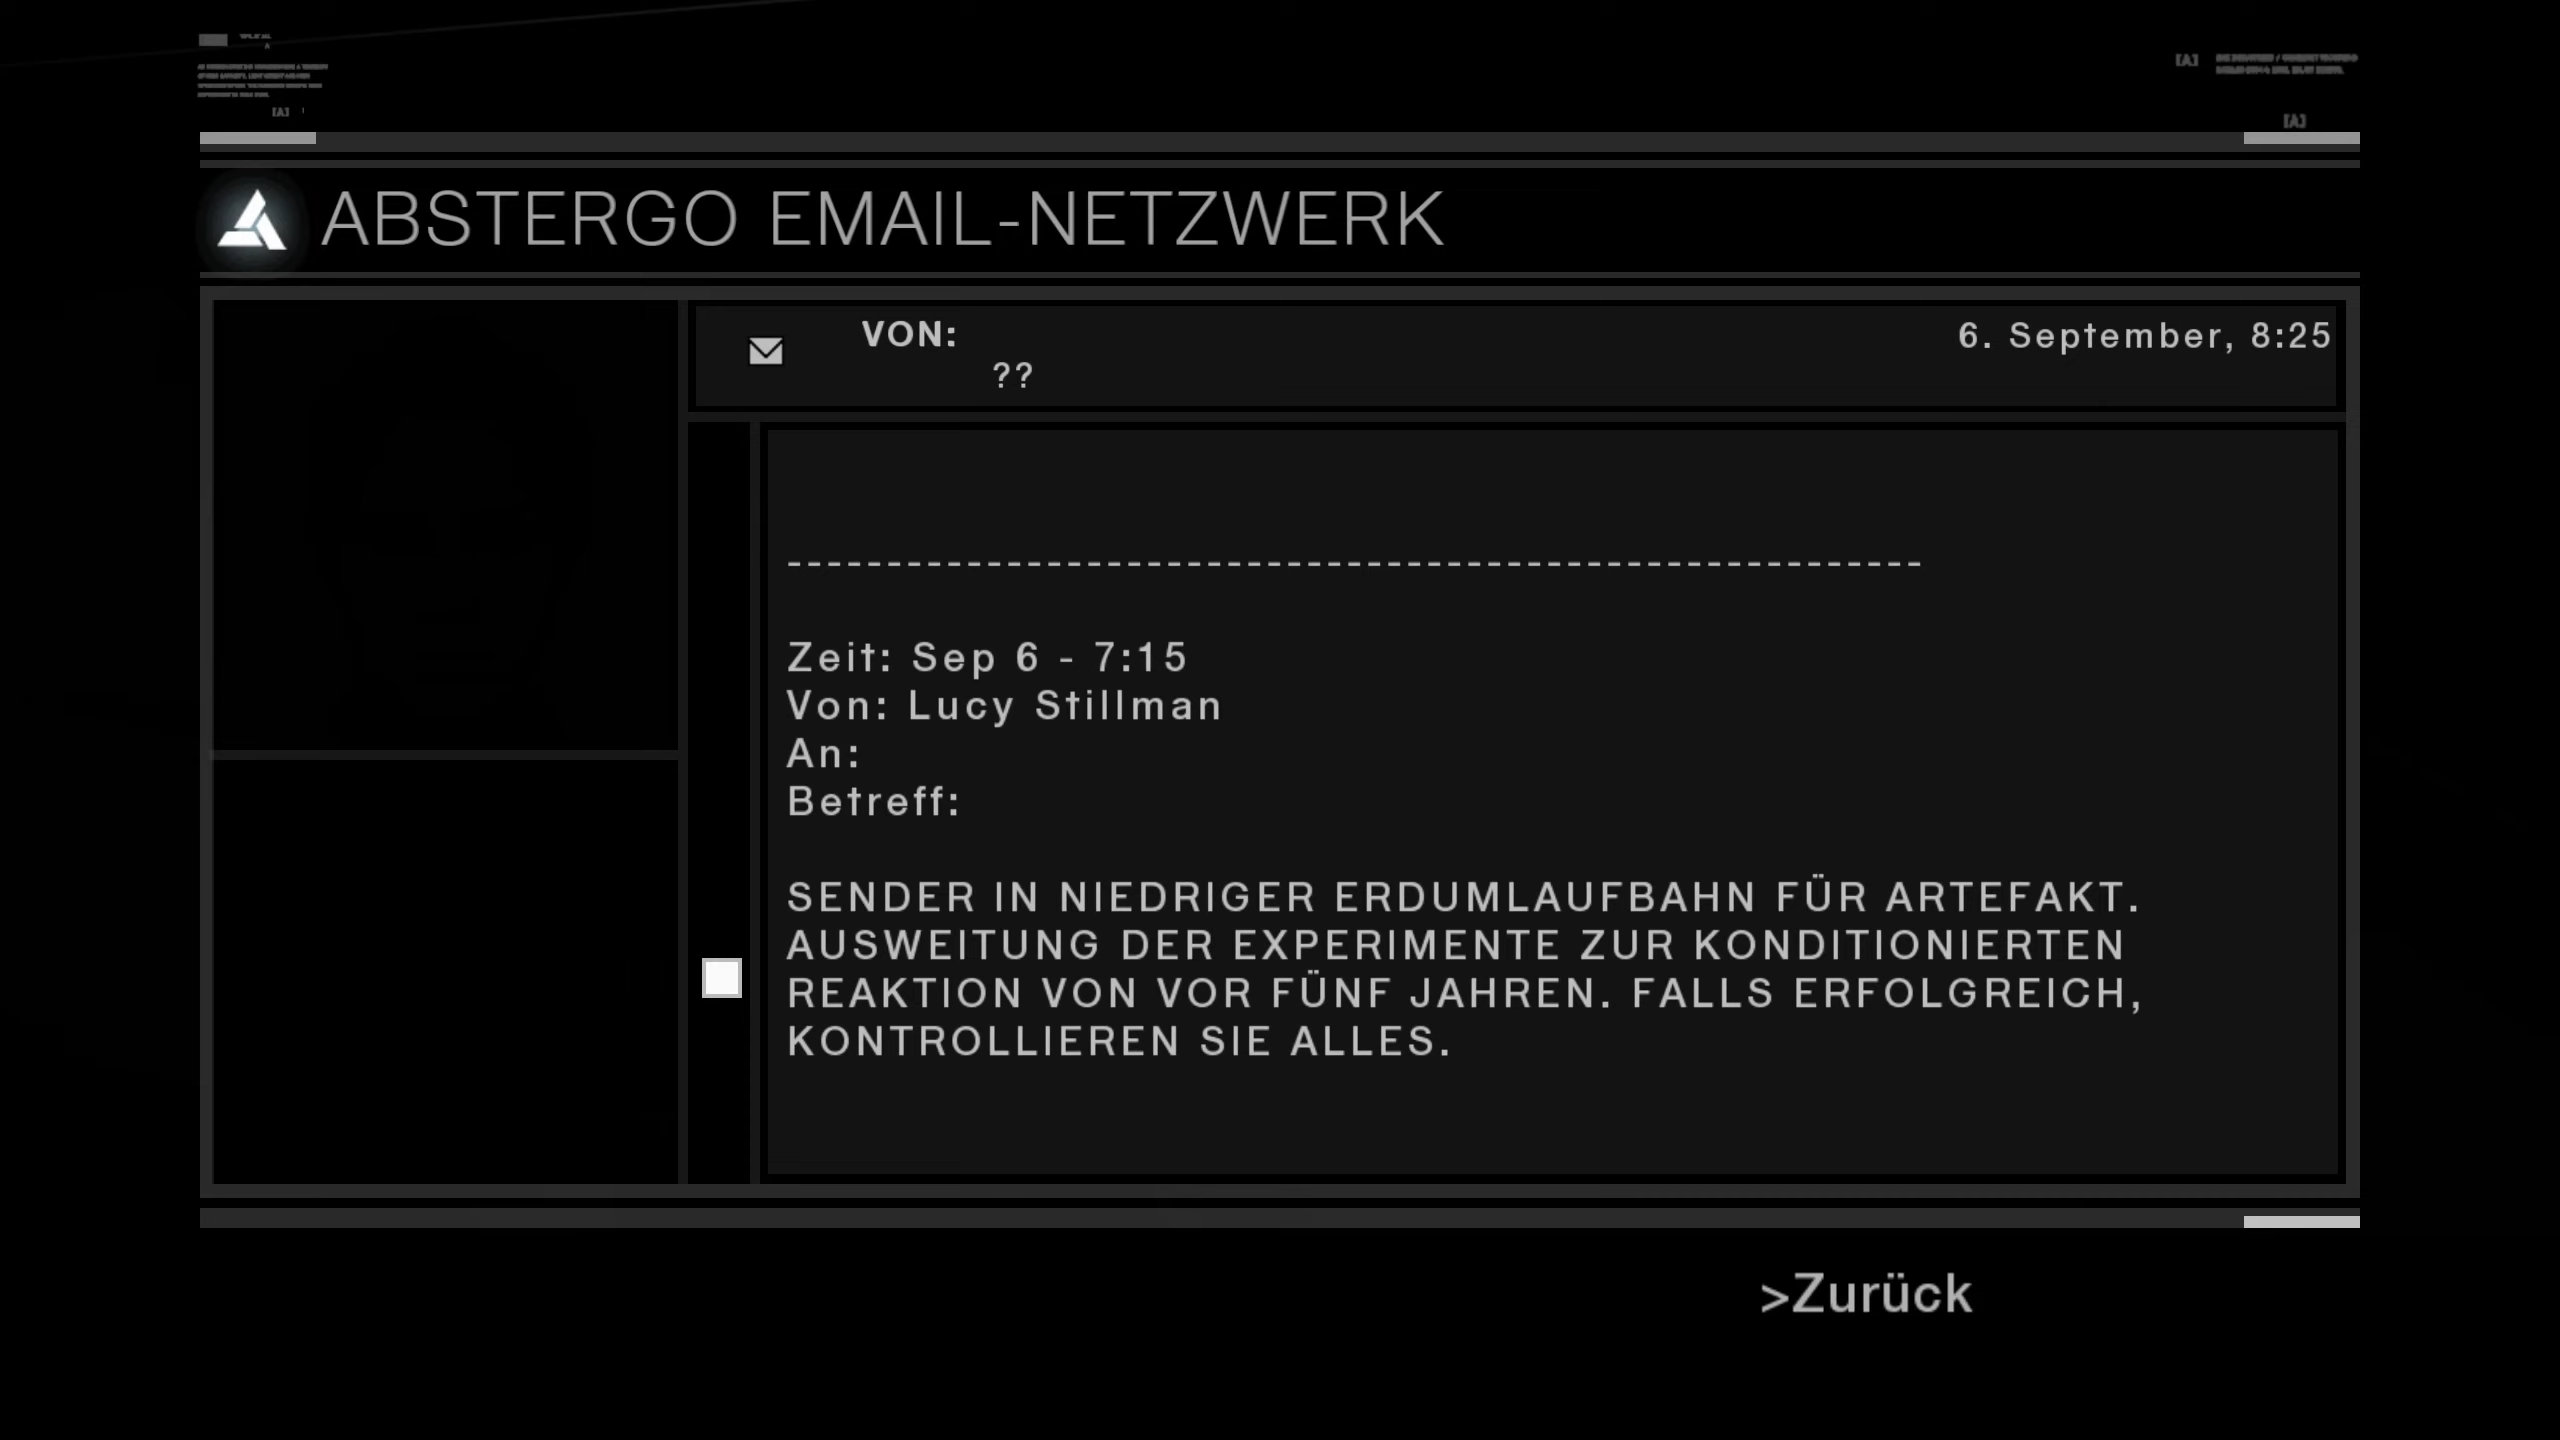 [A]
[A]
[A]
ABSTERGO EMAIL-NETZWERK
VON:
6. September, 8:25
??
---------------------------------------------------------
Zeit: Sep 6 - 7:15
Von: Lucy Stillman
An:
Betreff:
SENDER IN NIEDRIGER ERDUMLAUFBAHN FÜR ARTEFAKT.
AUSWEITUNG DER EXPERIMENTE ZUR KONDITIONIERTEN
REAKTION VON VOR FÜNF JAHREN. FALLS ERFOLGREICH,
KONTROLLIEREN SIE ALLES.
>Zurück